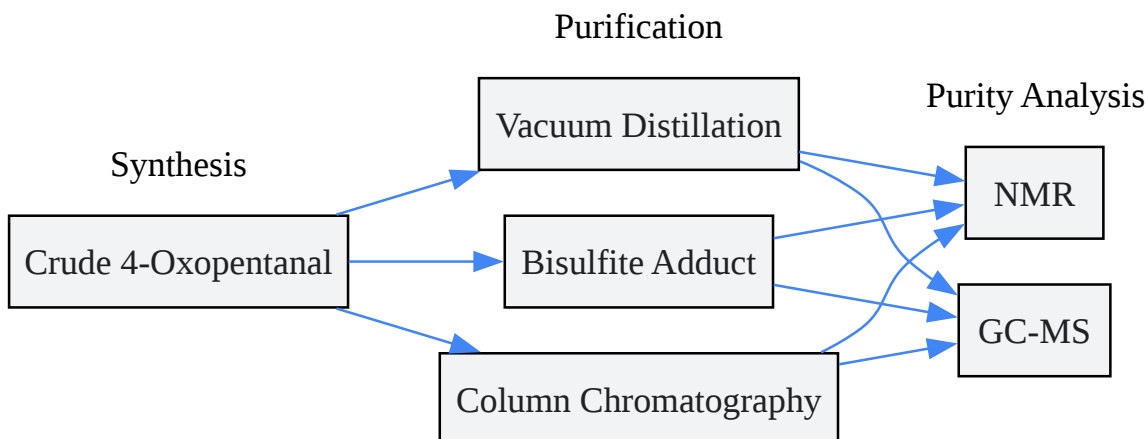 Purification
Purity Analysis
Synthesis
Vacuum Distillation
NMR
Crude 4-Oxopentanal
Bisulfite Adduct
GC-MS
Column Chromatography